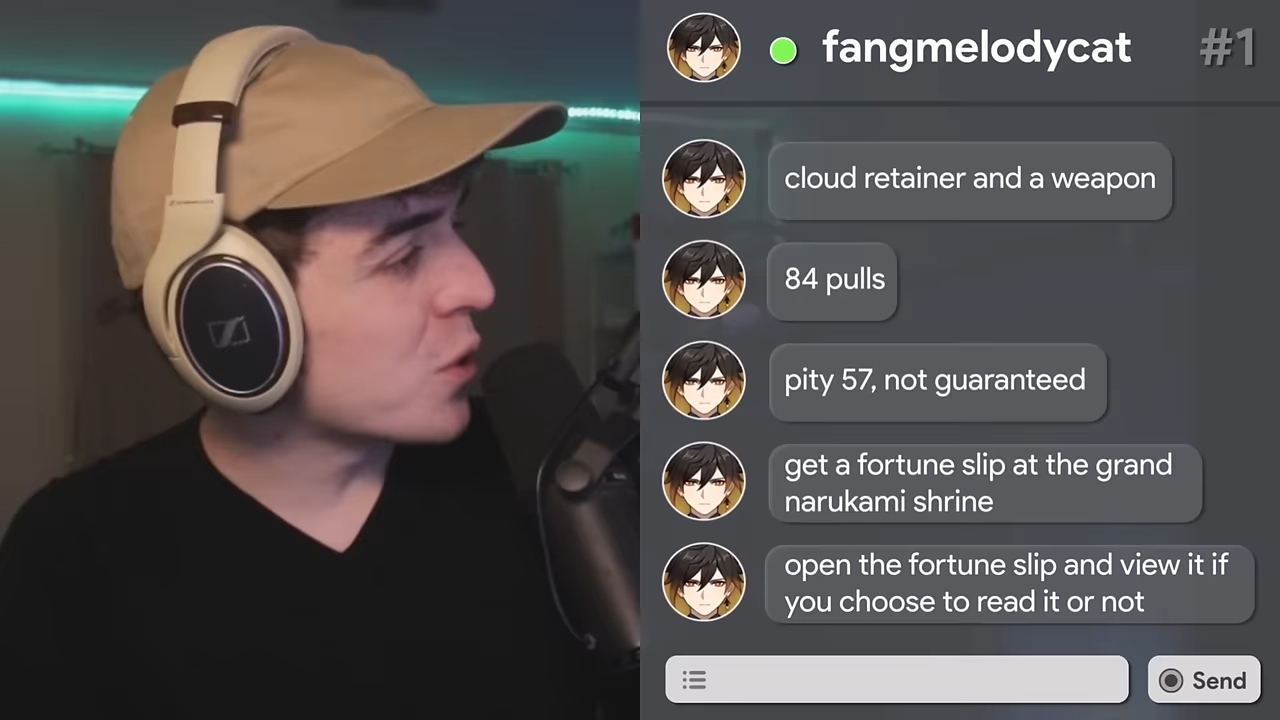 fangmelodycat
#1
cloud retainer and a weapon
84 pulls
pity 57, not guaranteed
get a fortune slip at the grand
narukami shrine
open the fortune slip and view it if
you choose to read it or not
Send